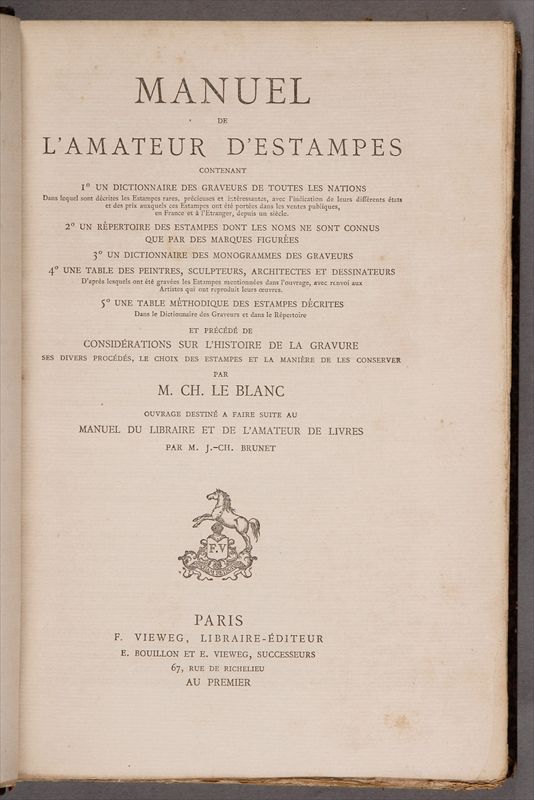 MANUEL
DE
L'AMATEUR D'ESTAMPES
CONTENANT
1º UN DICTIONNAIRE DES GRAVEURS DE TOUTES LES NATIONS
Dans lequel sont décrites les Estampes rares, précieuses et intéressantes, avec l'indication de leurs différents états
et des prix auxquels ces Estampes ont été portées dans les ventes publiques,
en France et à l'Etranger, depuis un siècle.
2º UN RÉPERTOIRE DES ESTAMPES DONT LES NOMS NE SONT CONNUS
QUE PAR DES MARQUES FIGURÉES
3º UN DICTIONNAIRE DES MONOGRAMMES DES GRAVEURS
4º UNE TABLE DES PEINTRES, SCULPTEURS, ARCHITECTES ET DESSINATEURS
D'après lesquels ont été gravées les Estampes mentionnées dans l'ouvrage, avec renvoi aux
Artistes qui ont reproduit leurs œuvres.
5º UNE TABLE MÉTHODIQUE DES ESTAMPES DÉCRITES
Dans le Dictionnaire des Graveurs et dans le Répertoire
ET PRÉCÉDÉ DE
CONSIDÉRATIONS SUR L'HISTOIRE DE LA GRAVURE
SES DIVERS PROCÉDÉS, LE CHOIX DES ESTAMPES ET LA MANIÈRE DE LES CONSERVER
PAR
M. CH. LE BLANC
OUVRAGE DESTINÉ A FAIRE SUITE AU
MANUEL DU LIBRAIRE ET DE L'AMATEUR DE LIVRES
PAR M. J.-CH. BRUNET
F.V
PARIS
F. VIEWEG, LIBRAIRE-ÉDITEUR
E. BOUILLON ET E. VIEWEG, SUCCESSEURS
67, RUE DE RICHELIEU
AU PREMIER